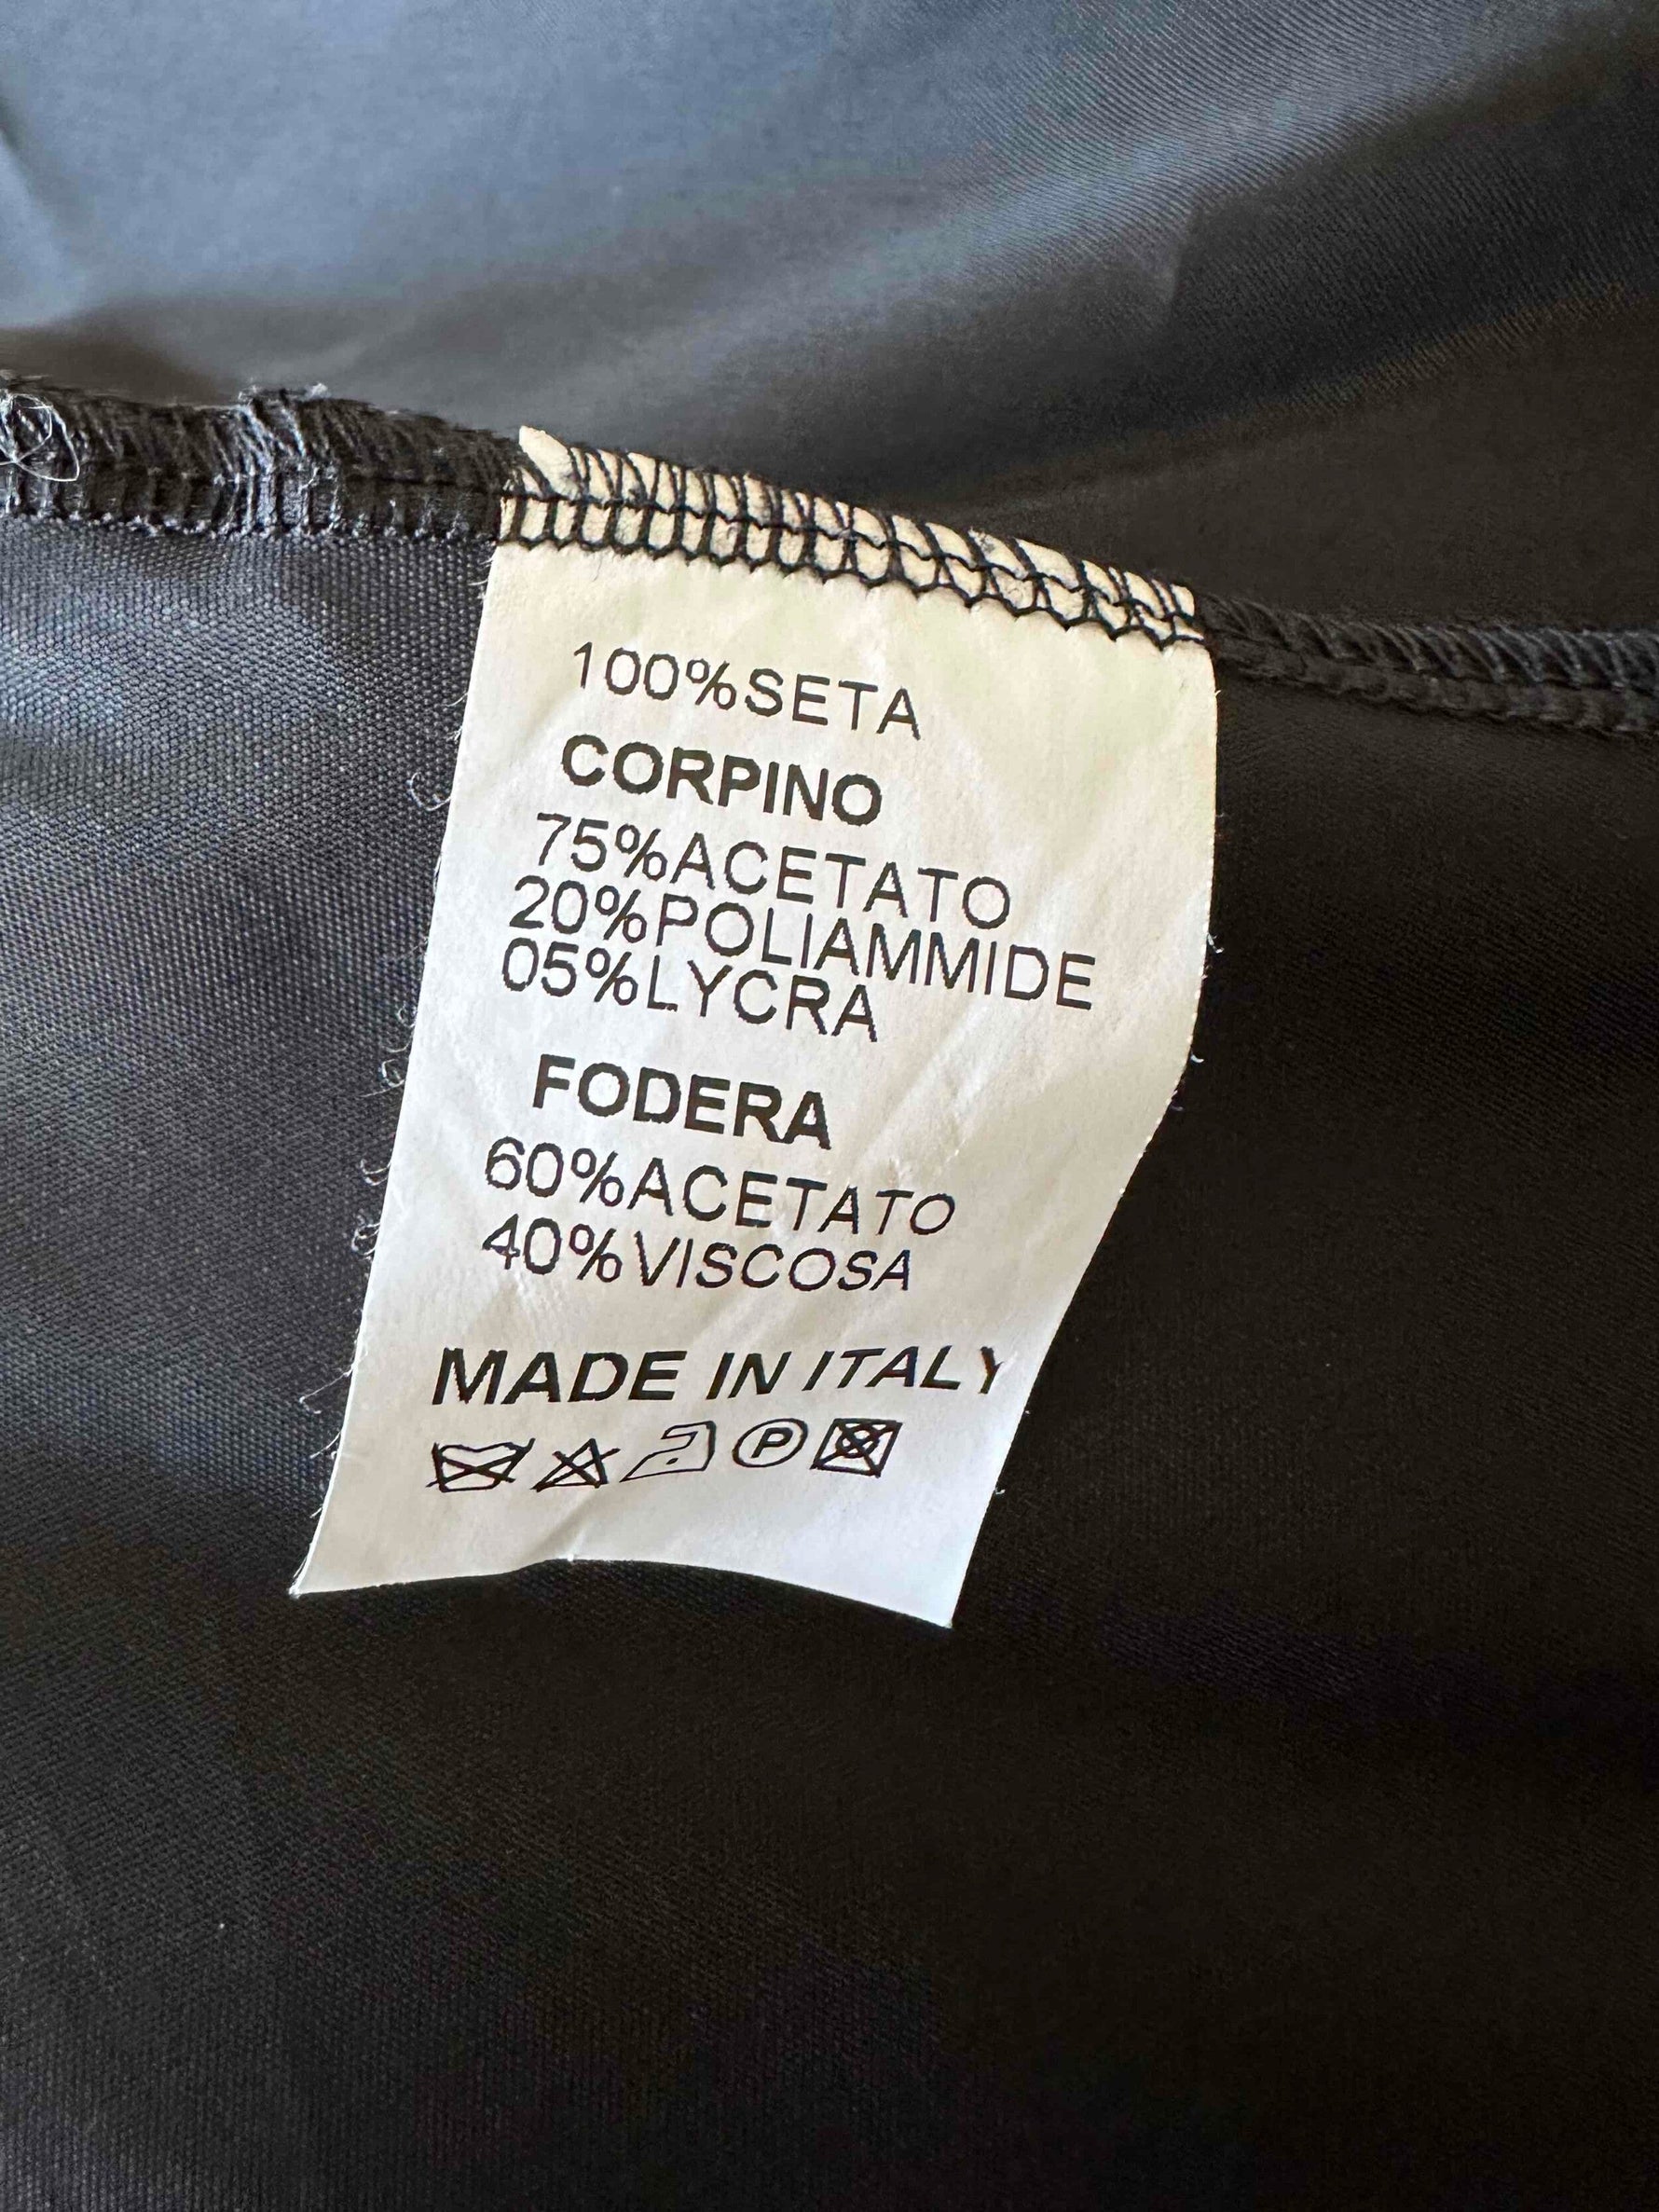 100%SETA
CORPINO
75%ACETATO
20%POLIAMMIDE
05%LYCRA
FODERA
60%ACETATO
40%VISCOSA
MADE IN ITALY
P